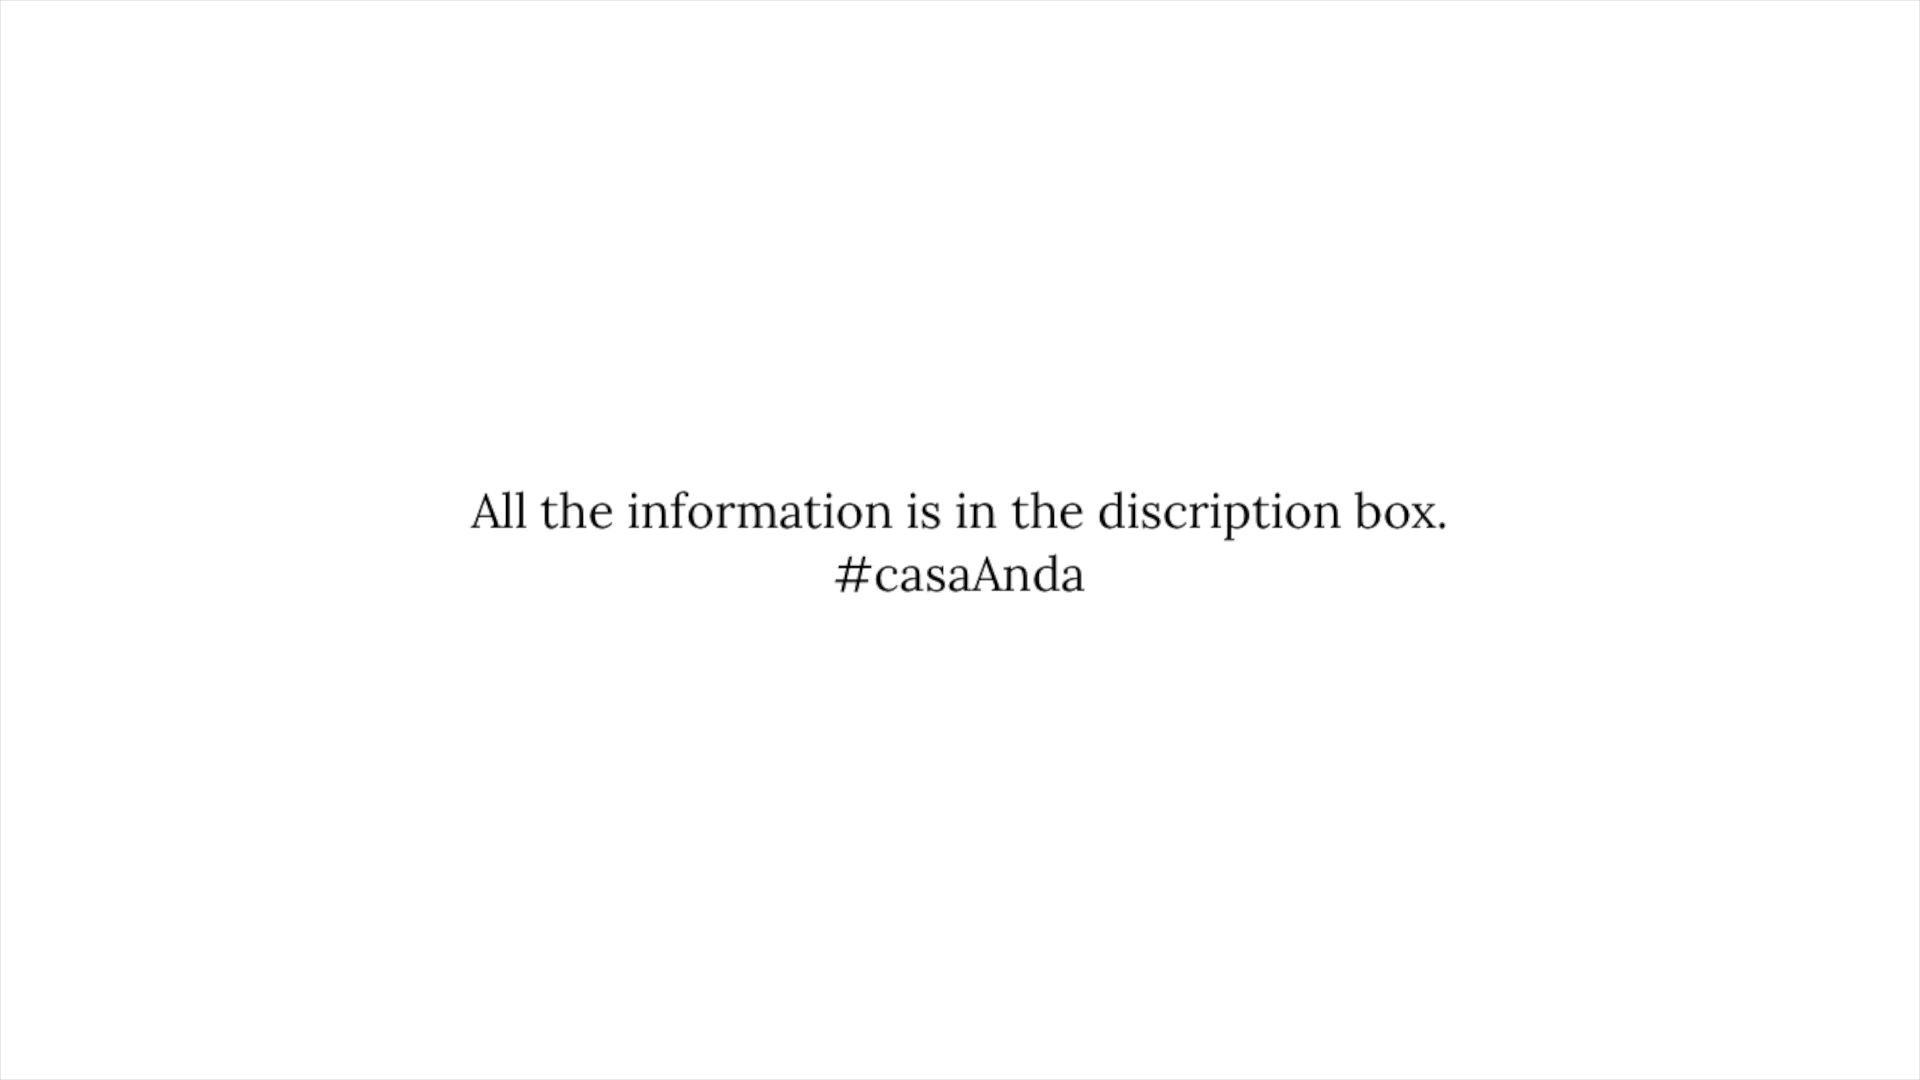 All the information is in the discription box.
#casaAnda